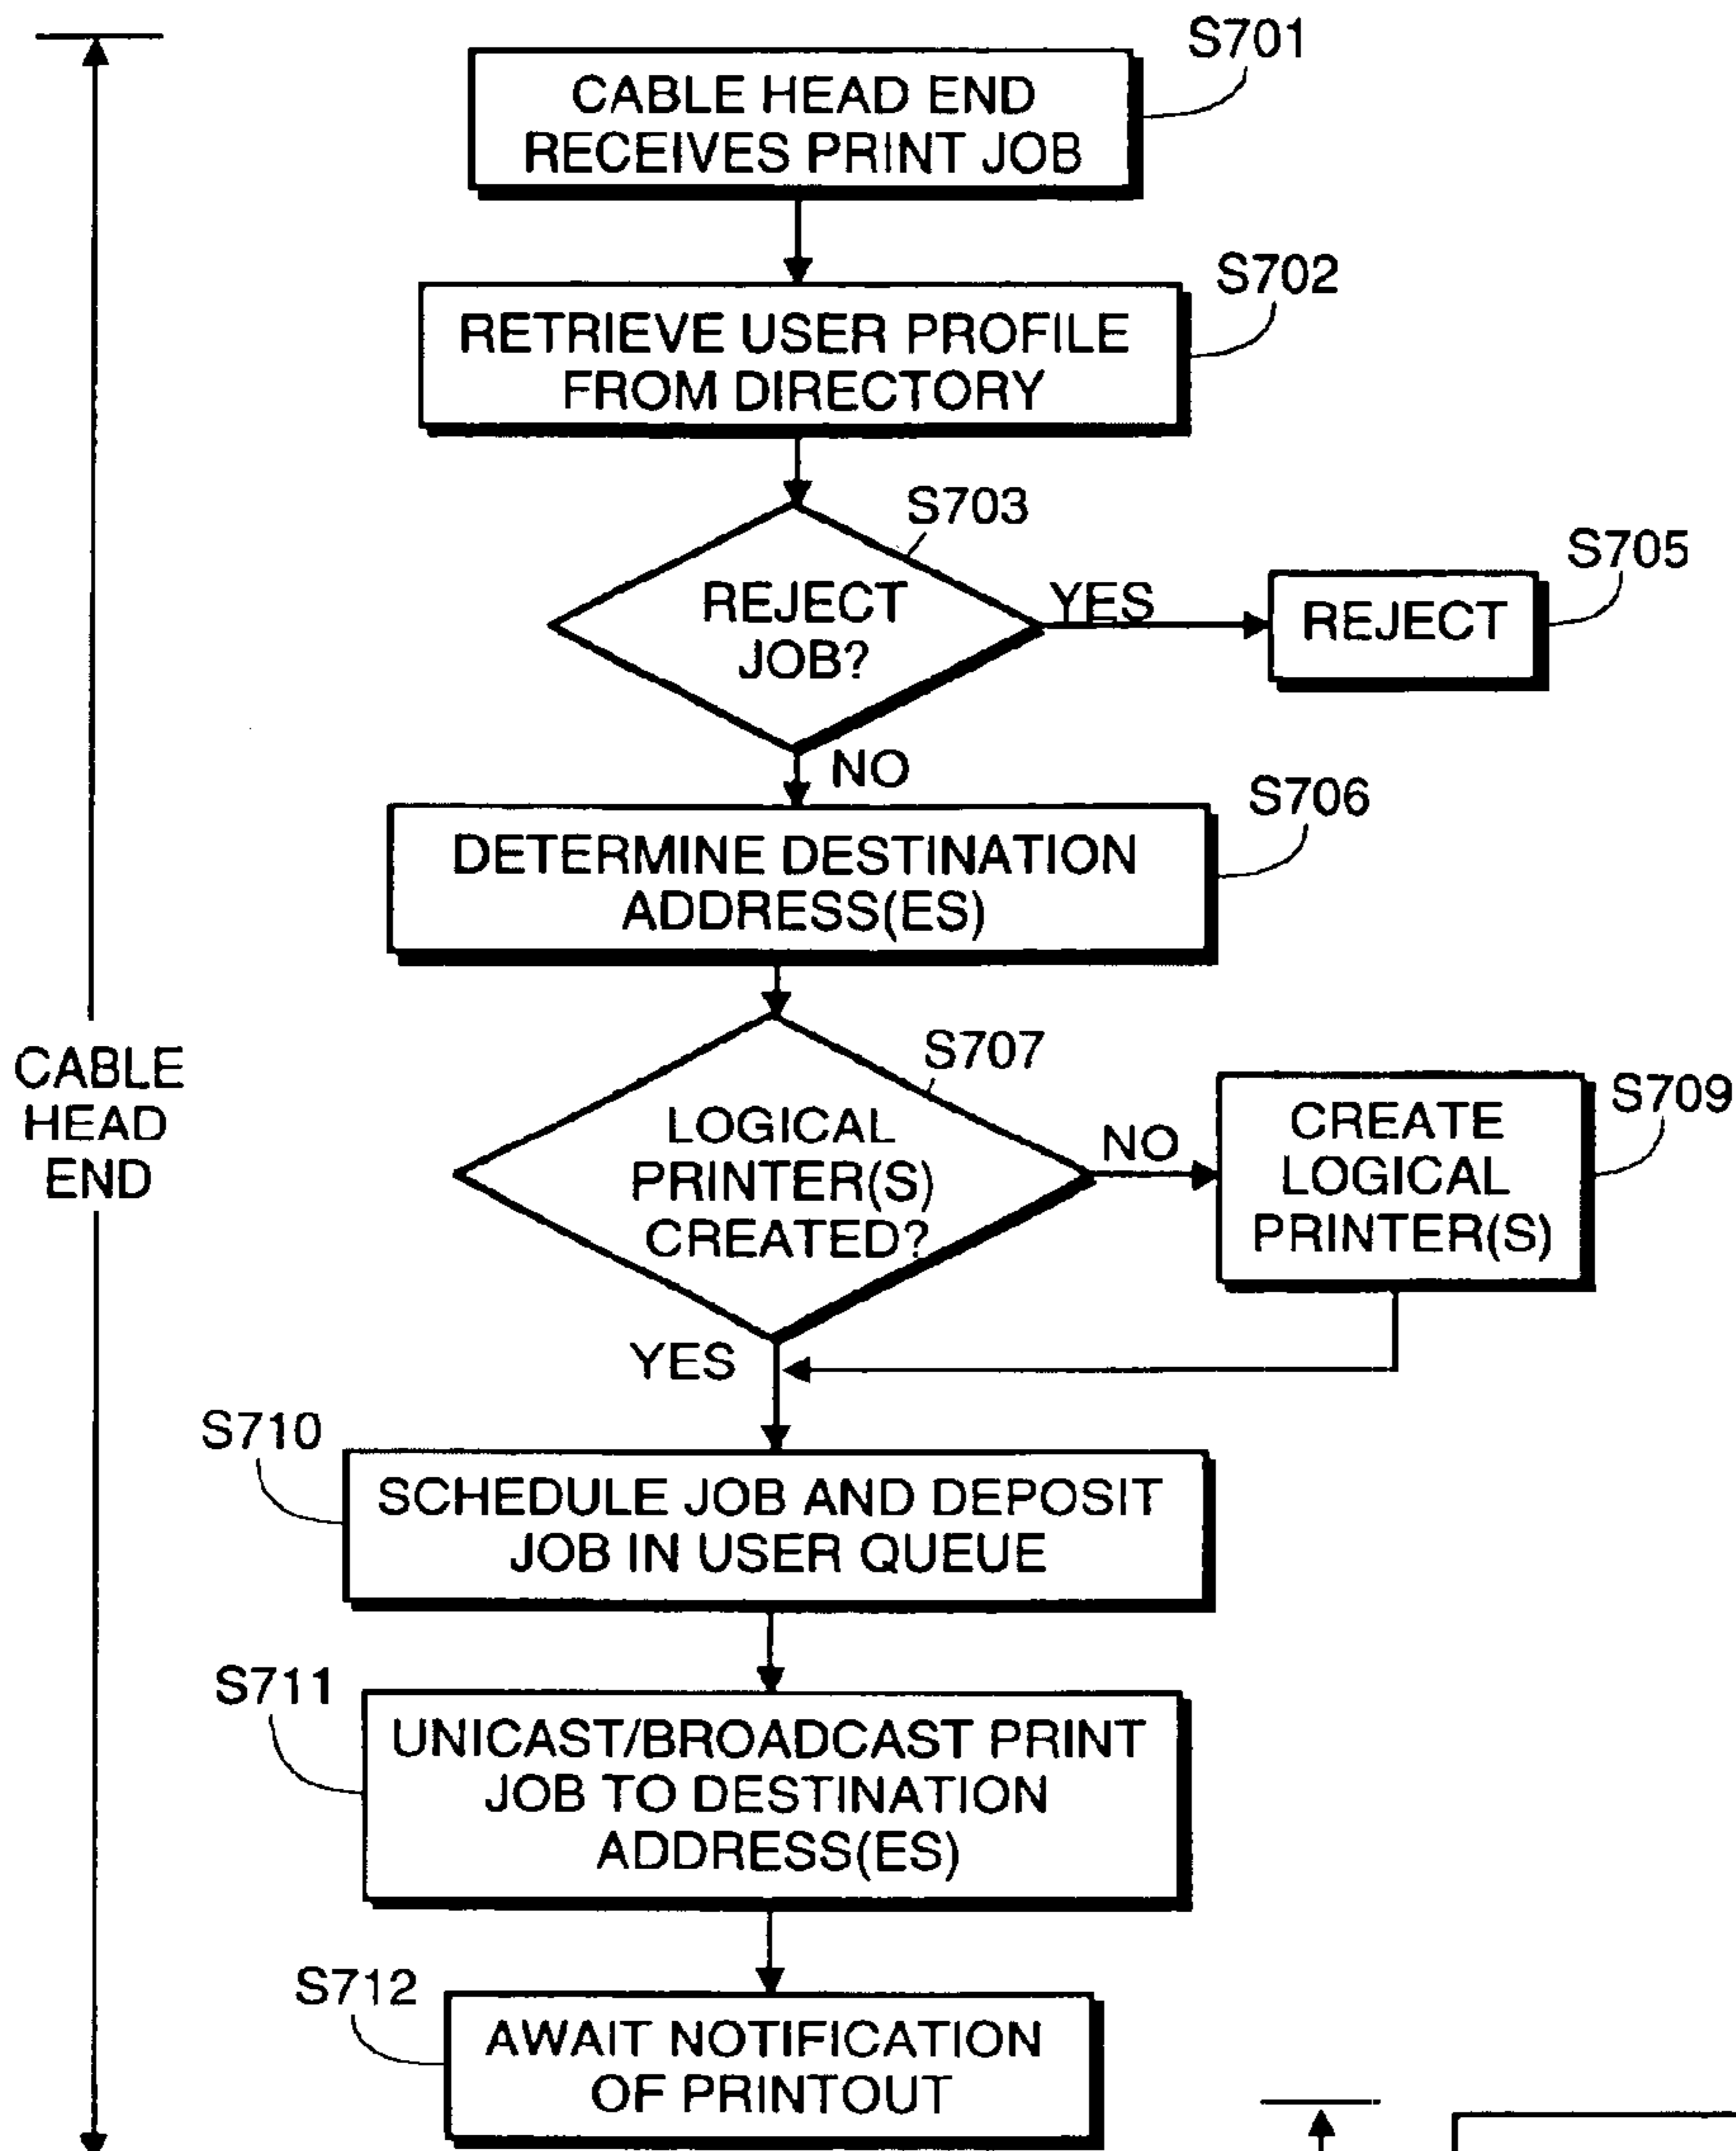 S701
CABLE HEAD END
RECEIVES PRINT JOB
S702
RETRIEVE USER PROFILE
FROM DIRECTORY
S703
REJECT
JOB?
YES
S705
REJECT
NO
S706
DETERMINE DESTINATION
ADDRESS(ES)
S707
LOGICAL
PRINTER(S)
CREATED?
NO
S709
CREATE
LOGICAL
PRINTER(S)
CABLE
HEAD
END
YES
S710
SCHEDULE JOB AND DEPOSIT
JOB IN USER QUEUE
S711
UNICAST/BROADCAST PRINT
JOB TO DESTINATION
ADDRESS(ES)
S712
AWAIT NOTIFICATION
OF PRINTOUT